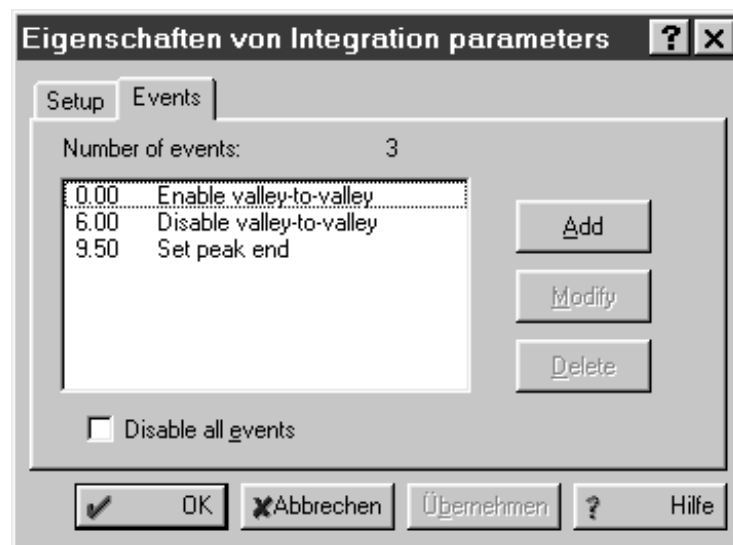 Eigenschaften von Integration parameters ? ×
Setup Events
Number of events: 3
0.00 Enable valley-to-valley
6.00 Disable valley-to-valley
9.50 Set peak end
Add
Modify
Delete
Disable all events
OK Abbrechen Übernehmen ? Hilfe